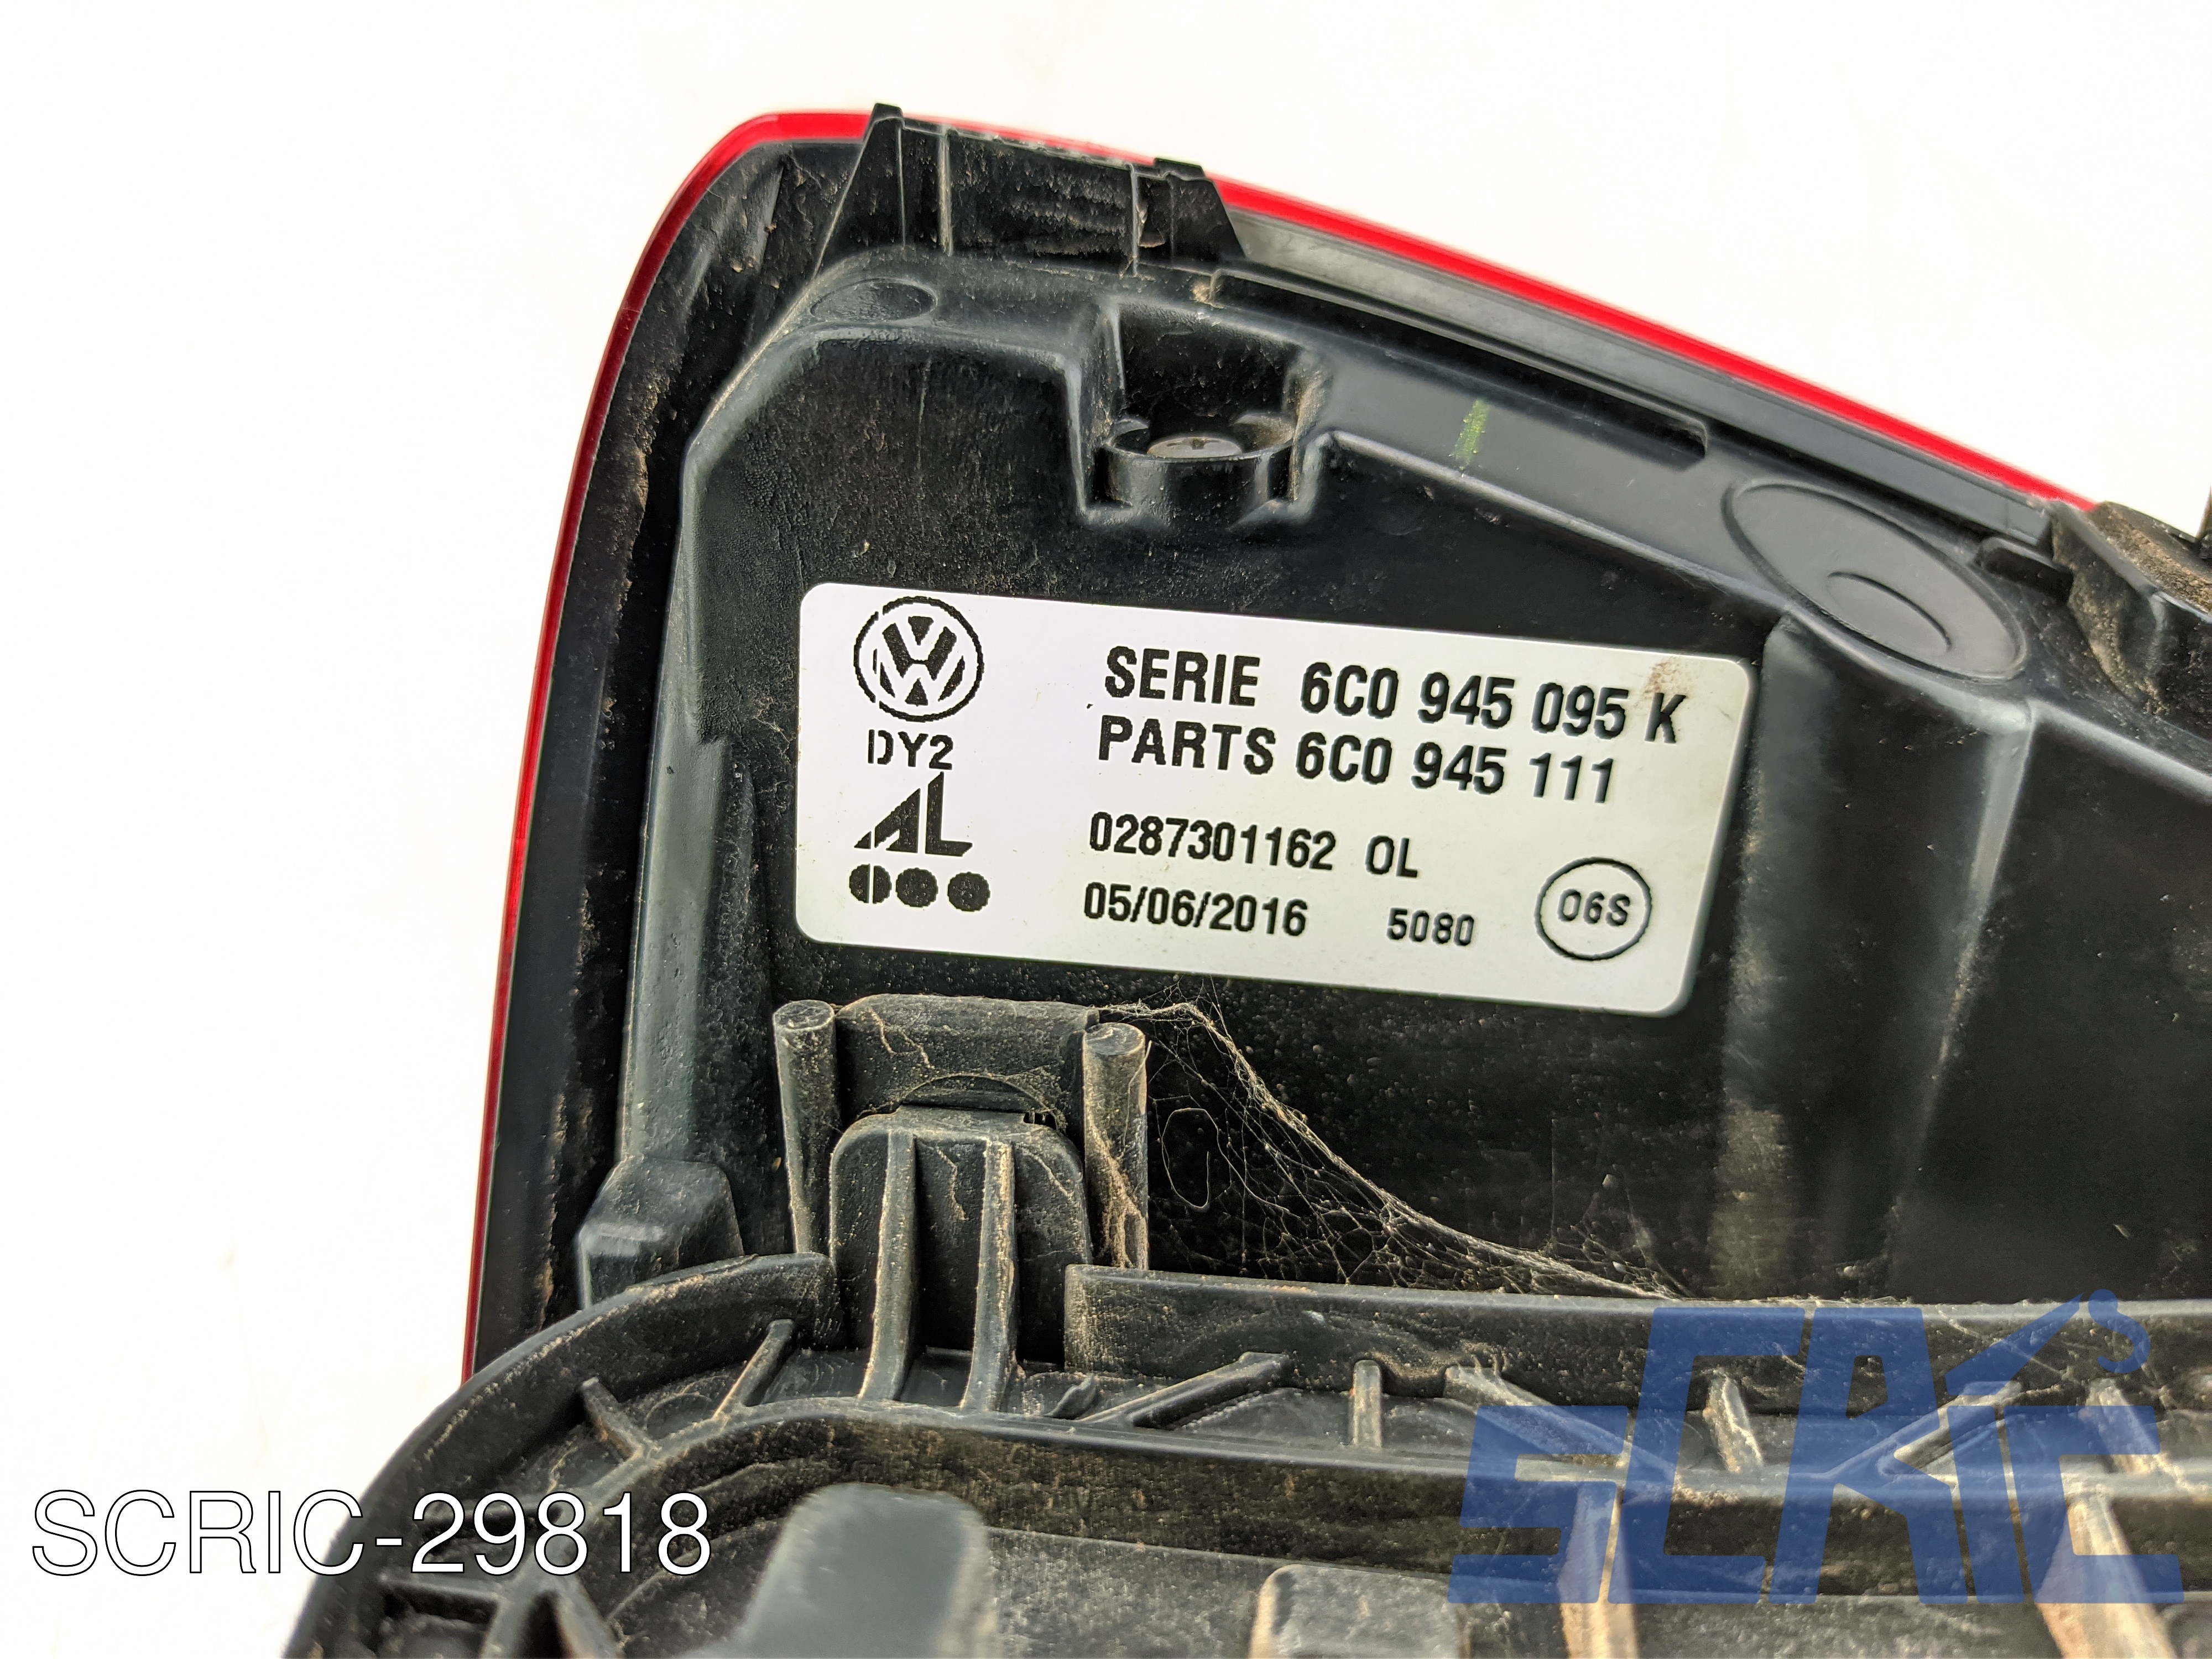 SERIE 6C0 945 095 K
PARTS 6C0 945 111
DY2
AL
0287301162 OL
05/06/2016 5080 06S
SCRIC
SCRIC-29818